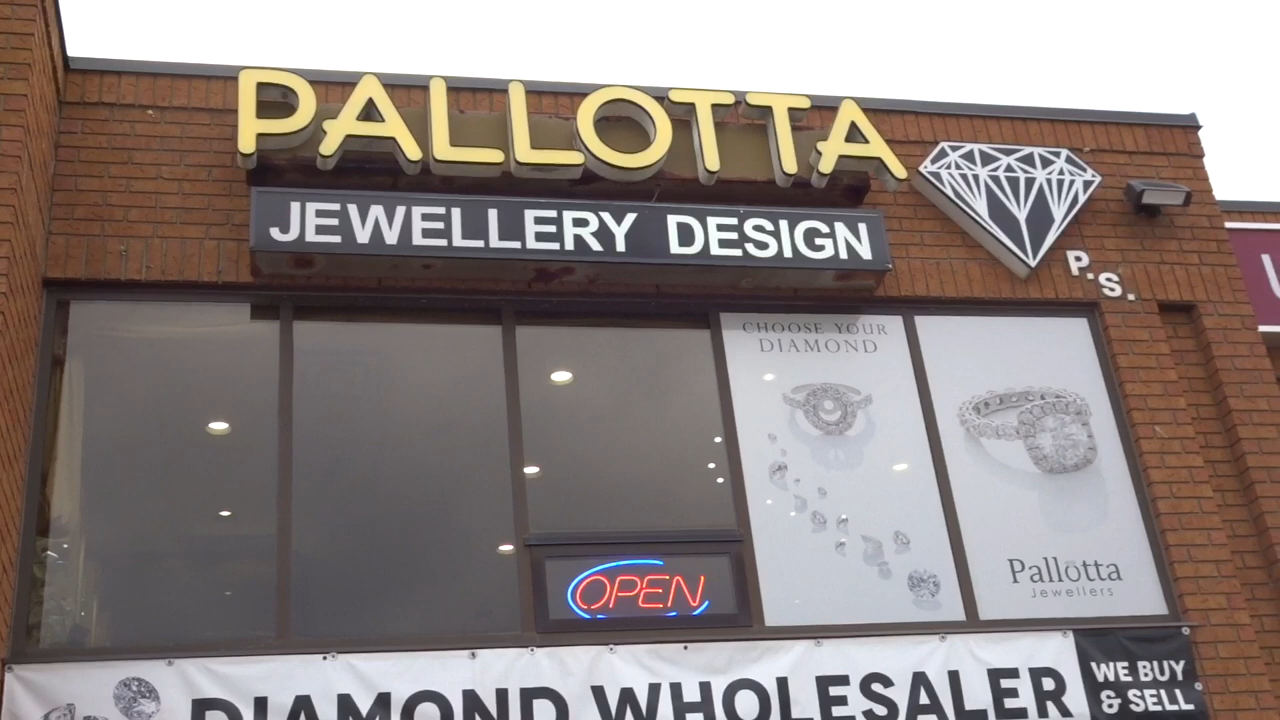 PALLOTTA
JEWELLERY DESIGN
P.S.
CHOOSE YOUR
DIAMOND
Pallotta
Jewellers
OPEN
DIAMOND WHOLESALER
WE BUY
& SELL